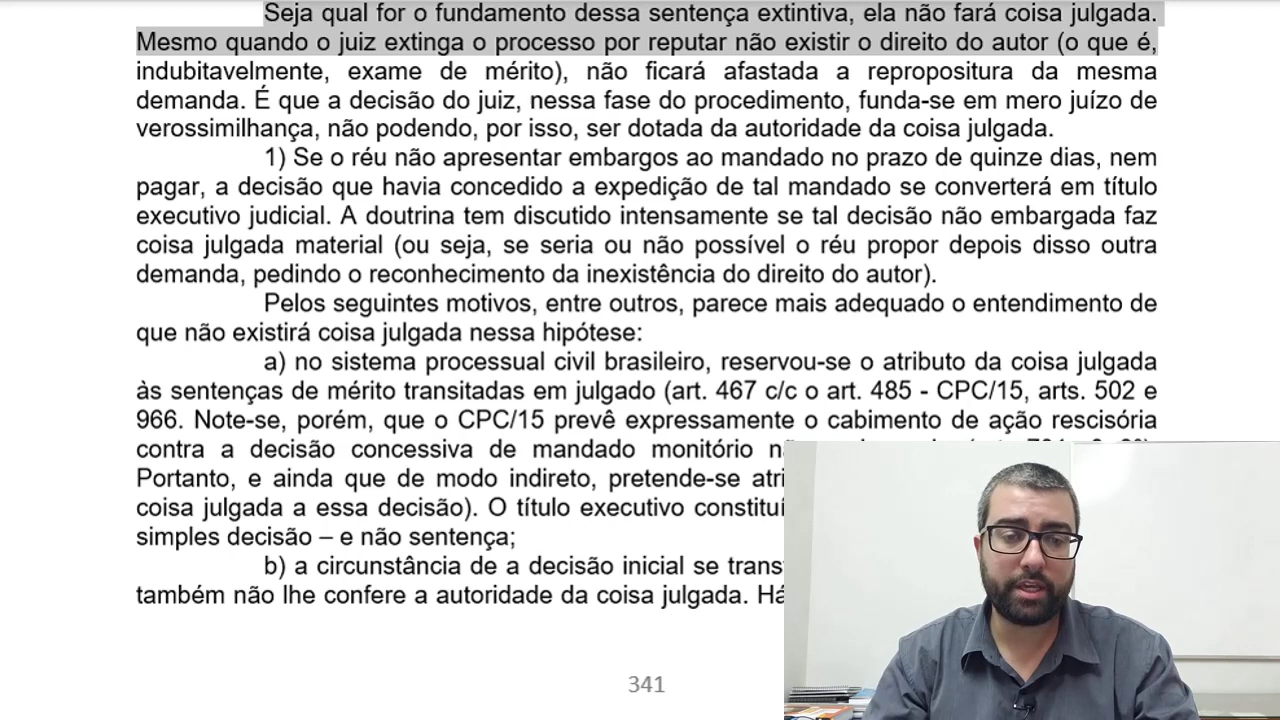 Seja qual for o fundamento dessa sentença extintiva, ela não fará coisa julgada.
Mesmo quando o juiz extinga o processo por reputar não existir o direito do autor (o que é,
indubitavelmente, exame de mérito), não ficará afastada a repropositura da mesma
demanda. É que a decisão do juiz, nessa fase do procedimento, funda-se em mero juízo de
verossimilhança, não podendo, por isso, ser dotada da autoridade da coisa julgada.
1) Se o réu não apresentar embargos ao mandado no prazo de quinze dias, nem
pagar, a decisão que havia concedido a expedição de tal mandado se converterá em título
executivo judicial. A doutrina tem discutido intensamente se tal decisão não embargada faz
coisa julgada material (ou seja, se seria ou não possível o réu propor depois disso outra
demanda, pedindo o reconhecimento da inexistência do direito do autor).
Pelos seguintes motivos, entre outros, parece mais adequado o entendimento de
que não existirá coisa julgada nessa hipótese:
a) no sistema processual civil brasileiro, reservou-se o atributo da coisa julgada
às sentenças de mérito transitadas em julgado (art. 467 c/c o art. 485 - CPC/15, arts. 502 e
966. Note-se, porém, que o CPC/15 prevê expressamente o cabimento de ação rescisória
contra a decisão concessiva de mandado monitório
Portanto, e ainda que de modo indireto, pretende-se atri
coisa julgada a essa decisão). O título executivo constituí
simples decisão – e não sentença;
b) a circunstância de a decisão inicial se trans
também não lhe confere a autoridade da coisa julgada. Há
341